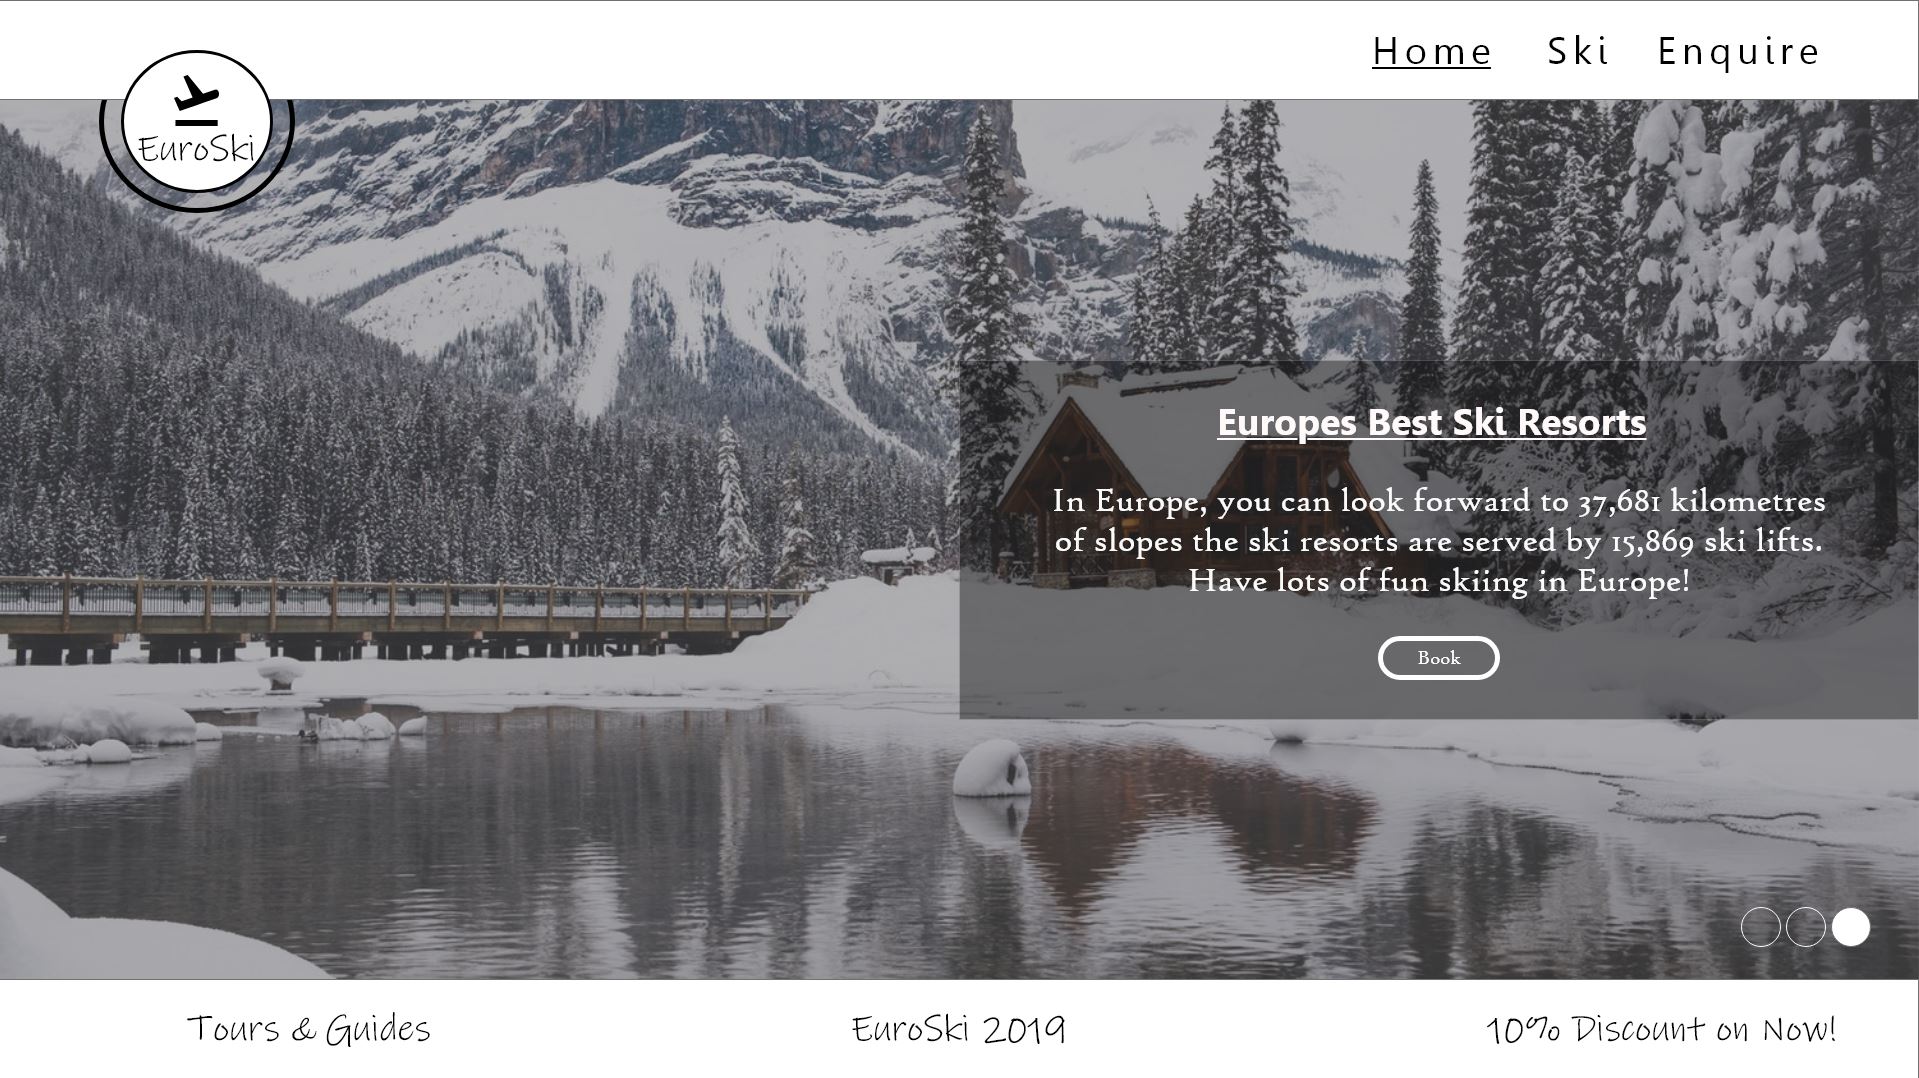 Home Ski Enquire
EuroSki
Europes Best Ski Resorts
In Europe, you can look forward to 37,681 kilometres
of slopes the ski resorts are served by 15,869 ski lifts.
Have lots of fun skiing in Europe!
Book
Tours & Guides
EuroSki 2019
10% Discount on Now!